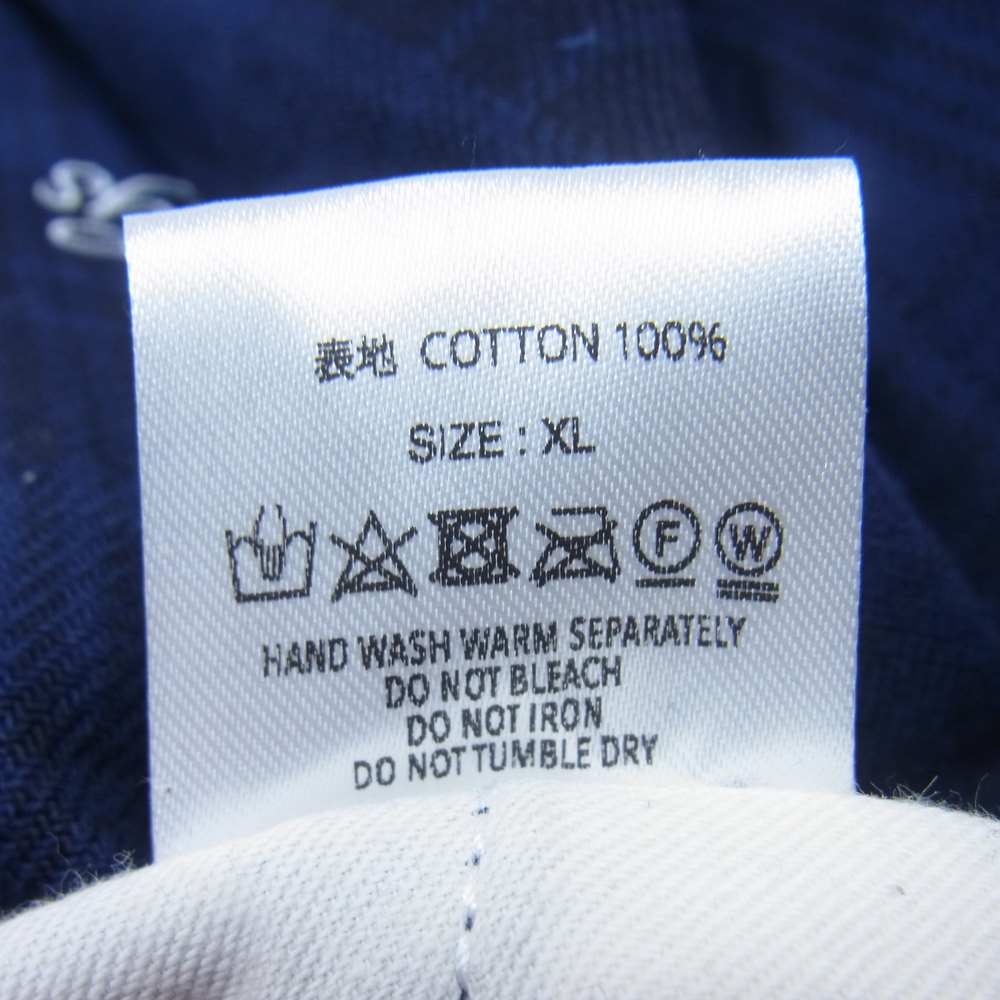 表地 COTTON 100%
SIZE : XL
F W
HAND WASH WARM SEPARATELY
DO NOT BLEACH
DO NOT IRON
DO NOT TUMBLE DRY